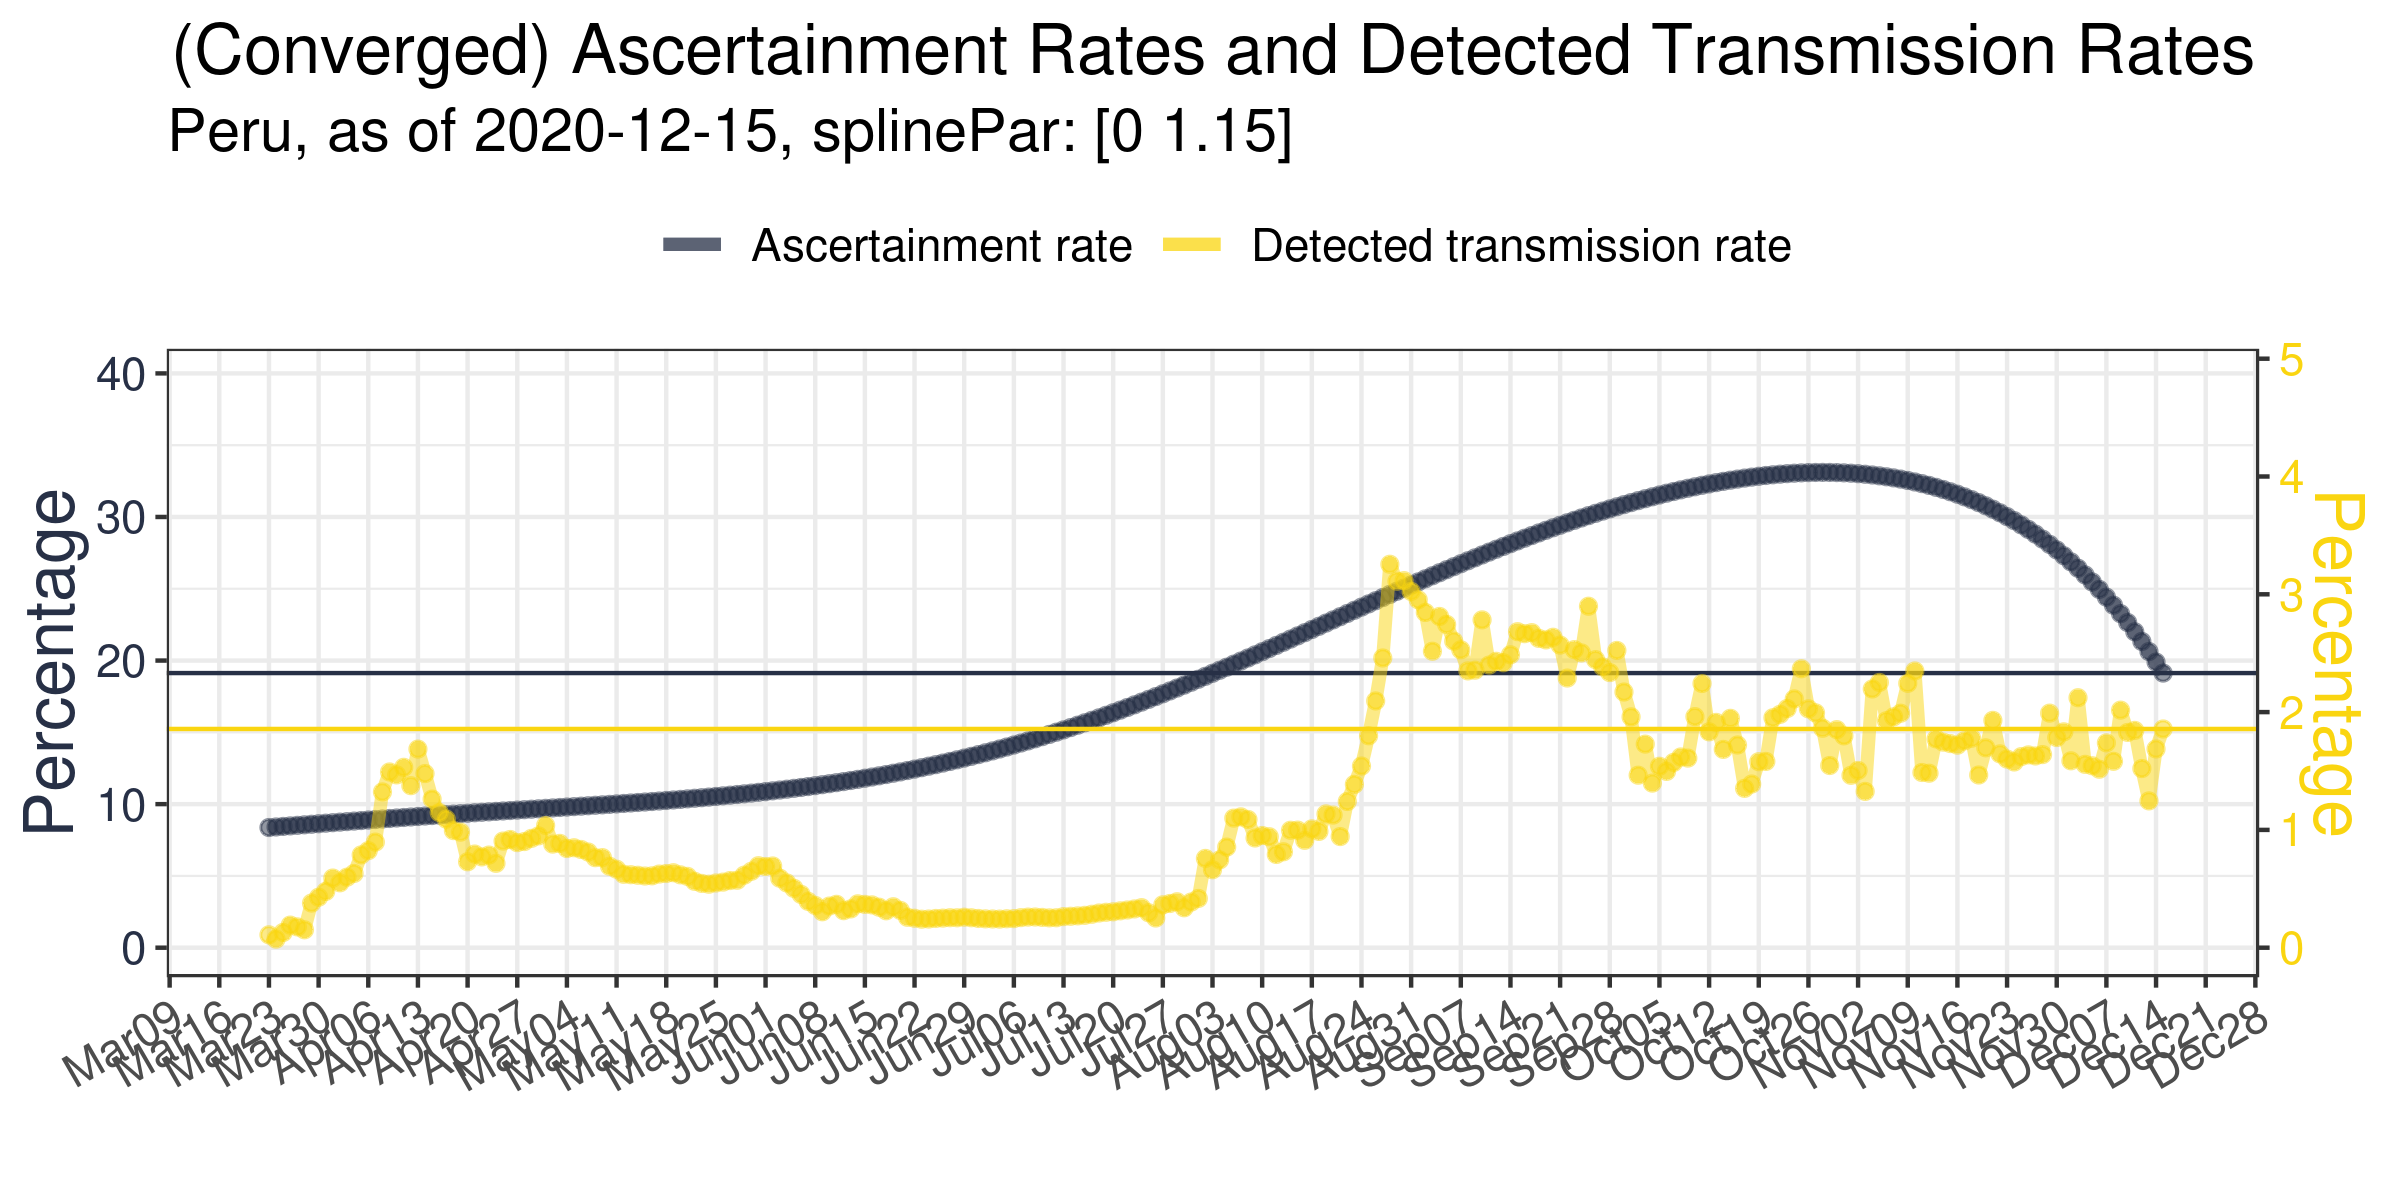 (Converged) Ascertainment Rates and Detected Transmission Rates
Peru, as of 2020-12-15, splinePar: [0 1.15]
Ascertainment rate Detected transmission rate
Percentage
40
30
20
10
0
5
4
3
2
1
0
Percentage
Mar09 Mar16 Mar23 Mar30 Apr06 Apr13 Apr20 Apr27 May04 May11 May18 May25 Jun01 Jun08 Jun15 Jun22 Jun29 Jul06 Jul13 Jul20 Jul27 Aug03 Aug10 Aug17 Aug24 Aug31 Sep07 Sep14 Sep21 Sep28 Oct05 Oct12 Oct19 Oct26 Nov02 Nov09 Nov16 Nov23 Nov30 Dec07 Dec14 Dec21 Dec28